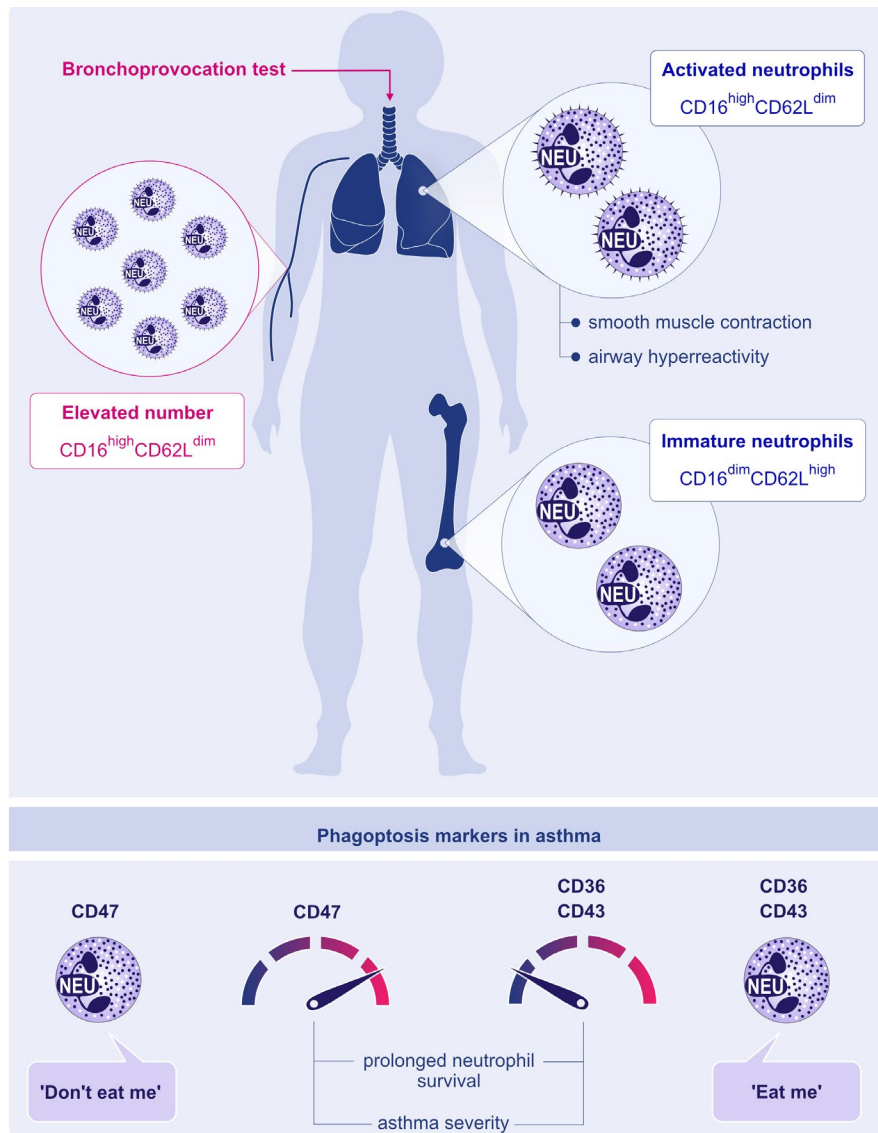 Bronchoprovocation test
Activated neutrophils
CD16highCD62Ldim
NEU
NEU
NEU
NEU
NEU
NEU
NEU
NEU
NEU
smooth muscle contraction
airway hyperreactivity
Elevated number
CD16highCD62Ldim
Immature neutrophils
CD16dimCD62Lhigh
NEU
NEU
Phagoptosis markers in asthma
CD47
CD47
CD36
CD43
CD36
CD43
NEU
NEU
'Don't eat me'
prolonged neutrophil
survival
asthma severity
'Eat me'